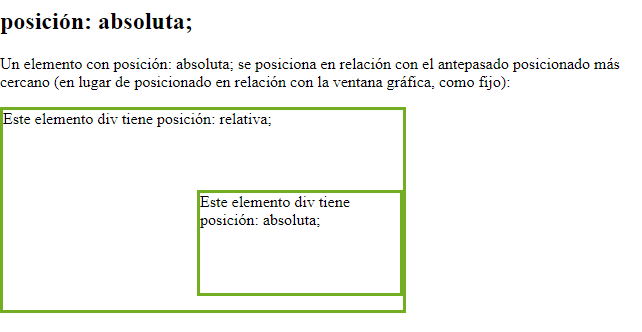 posición: absoluta;
Un elemento con posición: absoluta; se posiciona en relación con el antepasado posicionado más
cercano (en lugar de posicionado en relación con la ventana gráfica, como fijo):
Este elemento div tiene posición: relativa;
Este elemento div tiene
posición: absoluta;